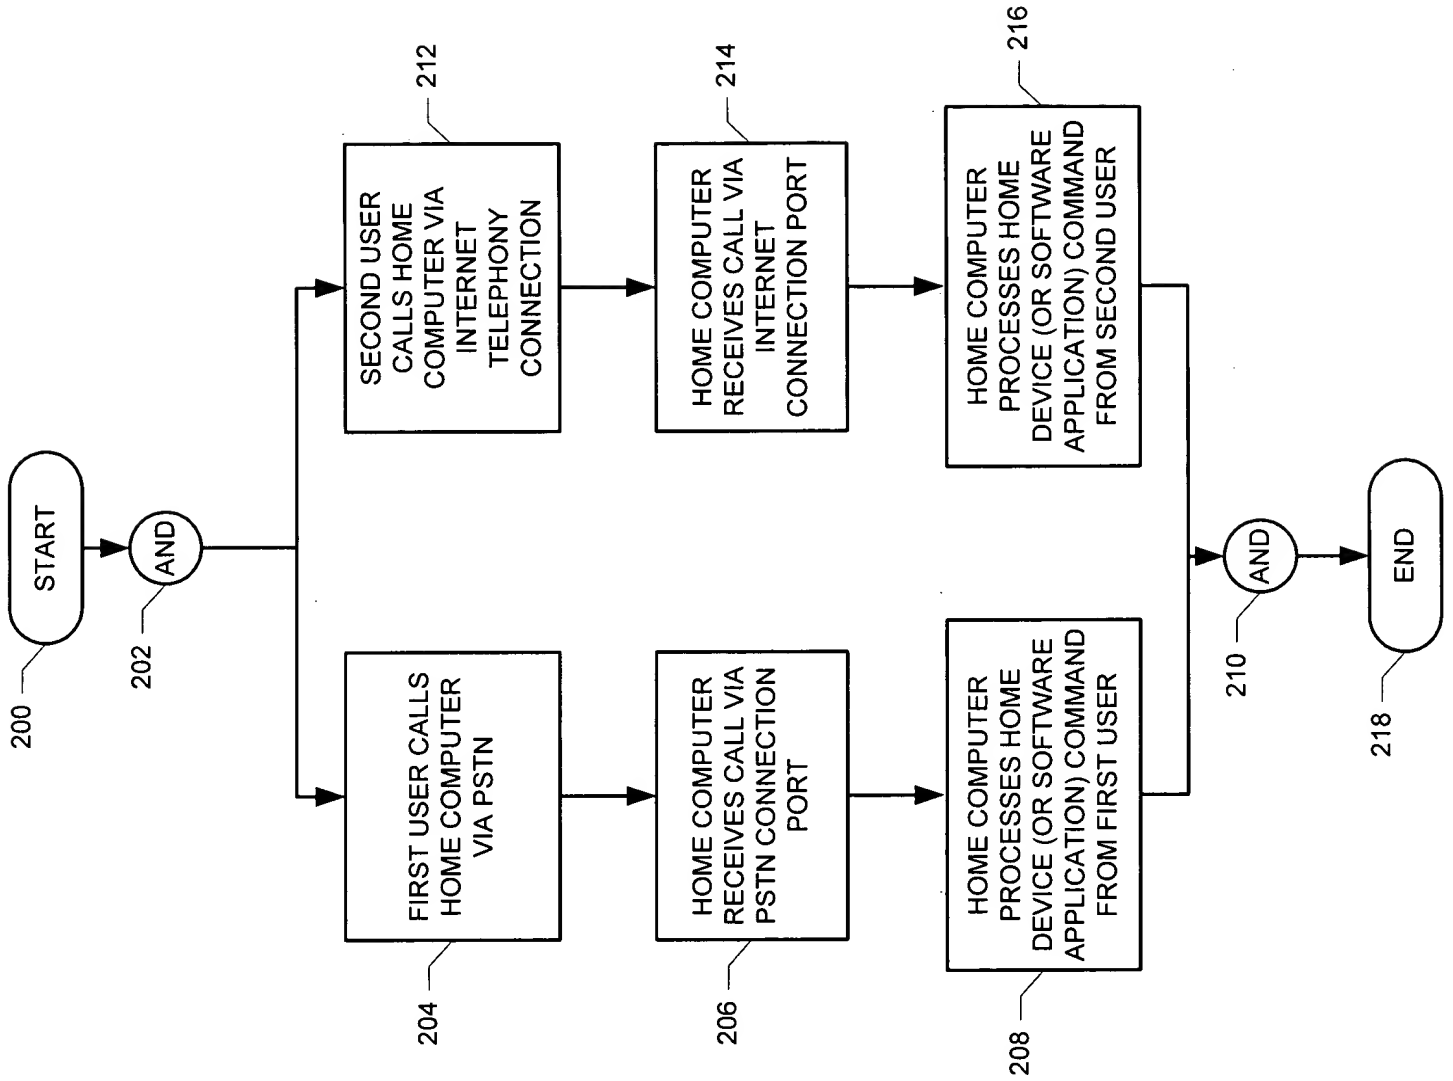 200
START
202
AND
204
FIRST USER CALLS
HOME COMPUTER
VIA PSTN
206
HOME COMPUTER
RECEIVES CALL VIA
PSTN CONNECTION
PORT
208
HOME COMPUTER
PROCESSES HOME
DEVICE (OR SOFTWARE
APPLICATION) COMMAND
FROM FIRST USER
212
SECOND USER
CALLS HOME
COMPUTER VIA
INTERNET
TELEPHONY
CONNECTION
214
HOME COMPUTER
RECEIVES CALL VIA
INTERNET
CONNECTION PORT
216
HOME COMPUTER
PROCESSES HOME
DEVICE (OR SOFTWARE
APPLICATION) COMMAND
FROM SECOND USER
210
AND
218
END